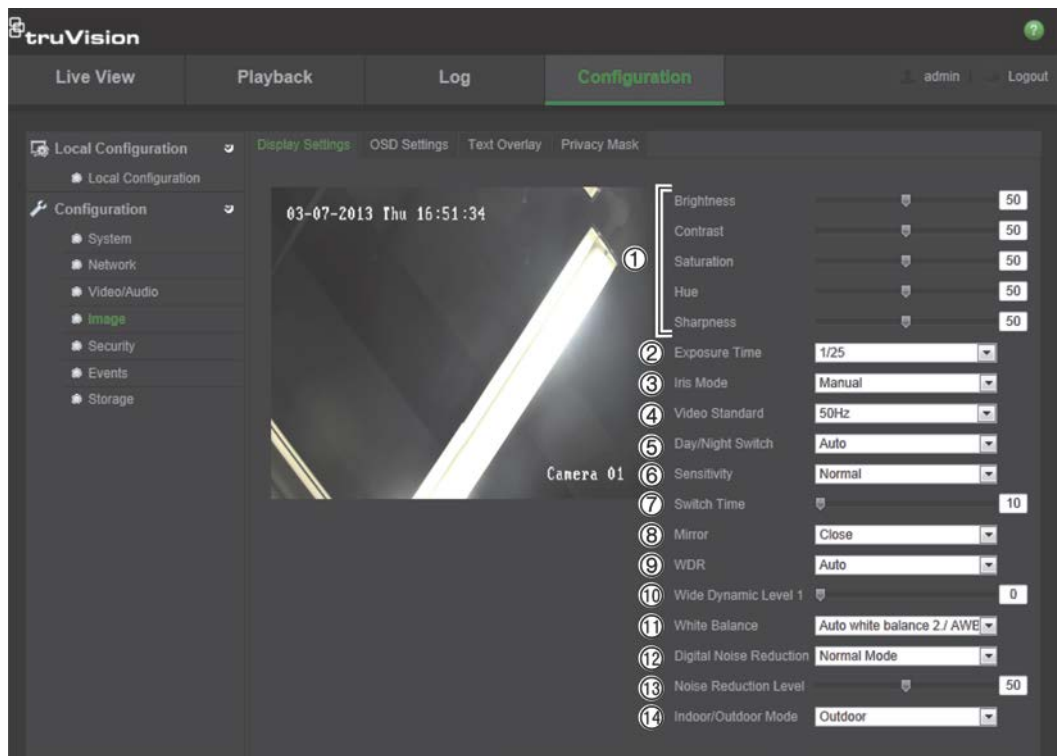 truVision
?
Live View Playback Log Configuration admin Logout
Local Configuration
Local Configuration
Configuration
System
Network
Video/Audio
Image
Security
Events
Storage
Display Settings OSD Settings Text Overlay Privacy Mask
03-07-2013 Thu 16:51:34
Camera 01
1
Brightness 50
Contrast 50
Saturation 50
Hue 50
Sharpness 50
2 Exposure Time 1/25
3 Iris Mode Manual
4 Video Standard 50Hz
5 Day/Night Switch Auto
6 Sensitivity Normal
7 Switch Time 10
8 Mirror Close
9 WDR Auto
10 Wide Dynamic Level 1 0
11 White Balance Auto white balance 2./ AWE
12 Digital Noise Reduction Normal Mode
13 Noise Reduction Level 50
14 Indoor/Outdoor Mode Outdoor